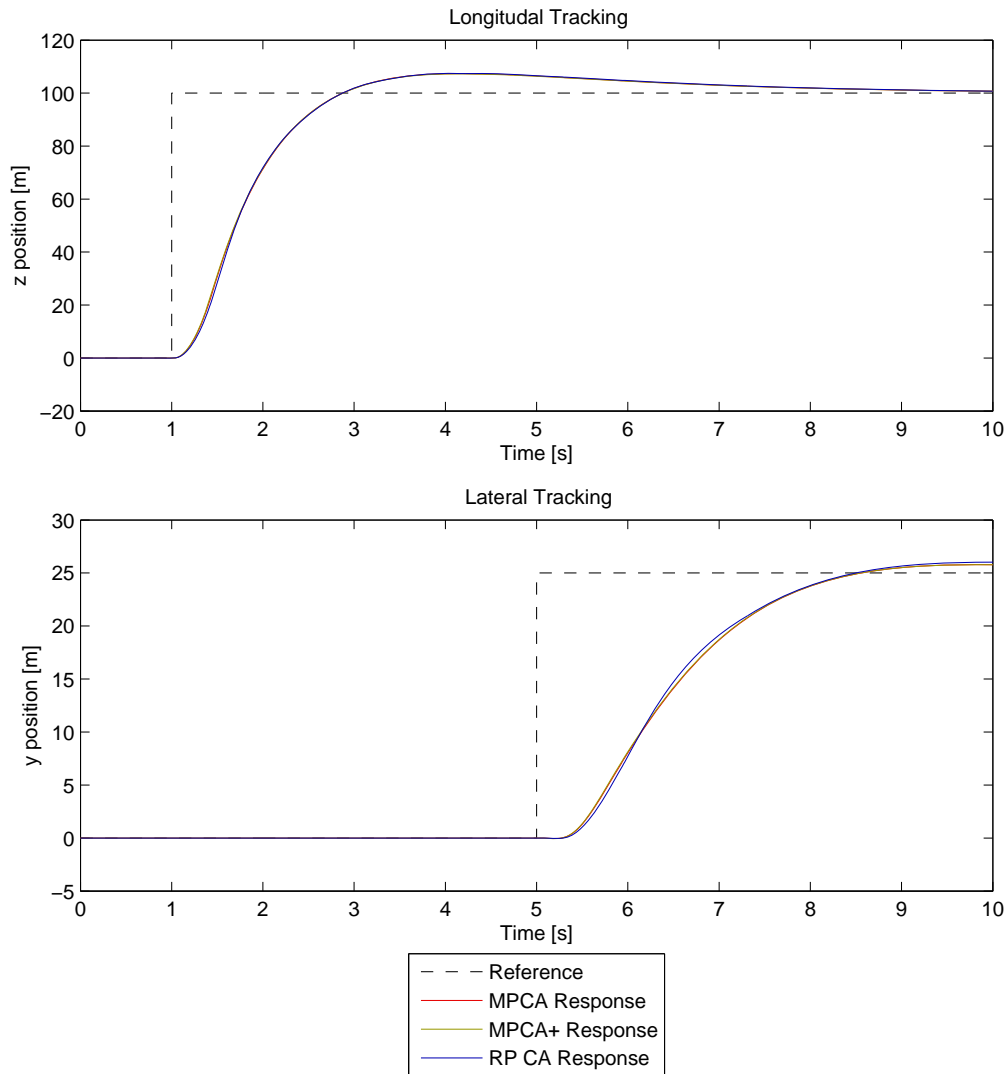 Longitudal Tracking
120
100
80
60
40
20
0
−20
z position [m]
0 1 2 3 4 5 6 7 8 9 10
Time [s]
Lateral Tracking
30
25
20
15
10
5
0
−5
y position [m]
0 1 2 3 4 5 6 7 8 9 10
Time [s]
Reference
MPCA Response
MPCA+ Response
RP CA Response